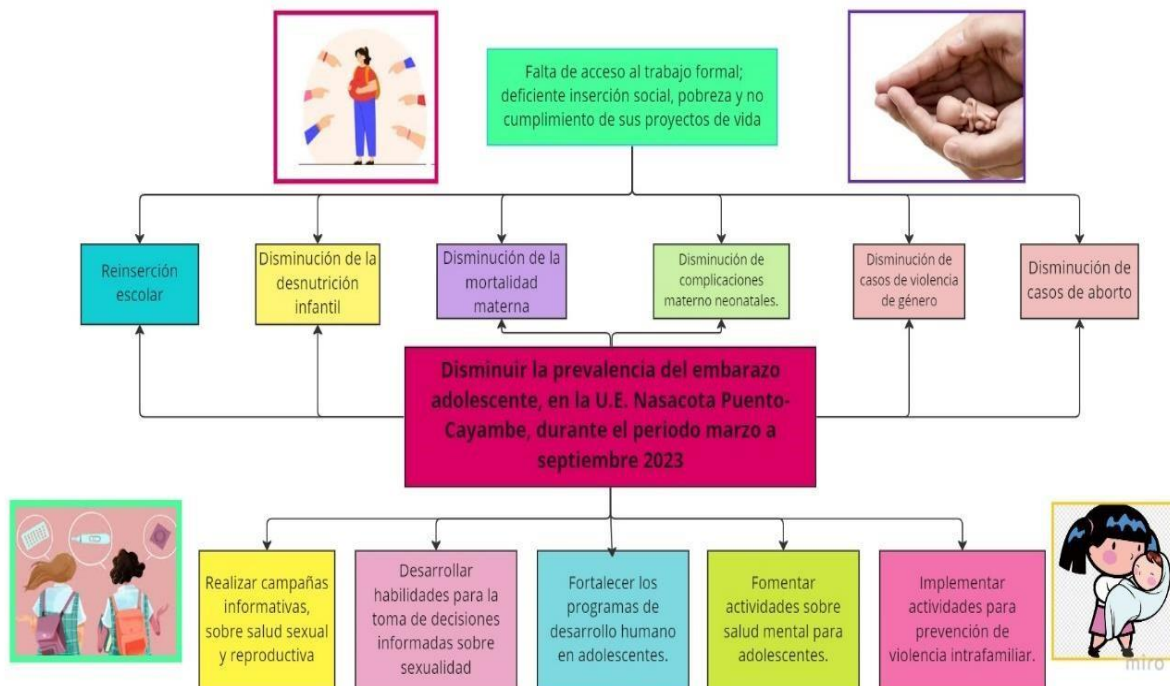 Falta de acceso al trabajo formal;
deficiente inserción social, pobreza y no
cumplimiento de sus proyectos de vida
Reinserción
escolar
Disminución de la
desnutrición
infantil
Disminución de la
mortalidad
materna
Disminución de
complicaciones
materno neonatales.
Disminución de
casos de violencia
de género
Disminución de
casos de aborto
Disminuir la prevalencia del embarazo
adolescente, en la U.E. Nasacota Puento-
Cayambe, durante el periodo marzo a
septiembre 2023
Realizar campañas
informativas,
sobre salud sexual
y reproductiva
Desarrollar
habilidades para la
toma de decisiones
informadas sobre
sexualidad
Fortalecer los
programas de
desarrollo humano
en adolescentes.
Fomentar
actividades sobre
salud mental para
adolescentes.
Implementar
actividades para
prevención de
violencia intrafamiliar.
miro